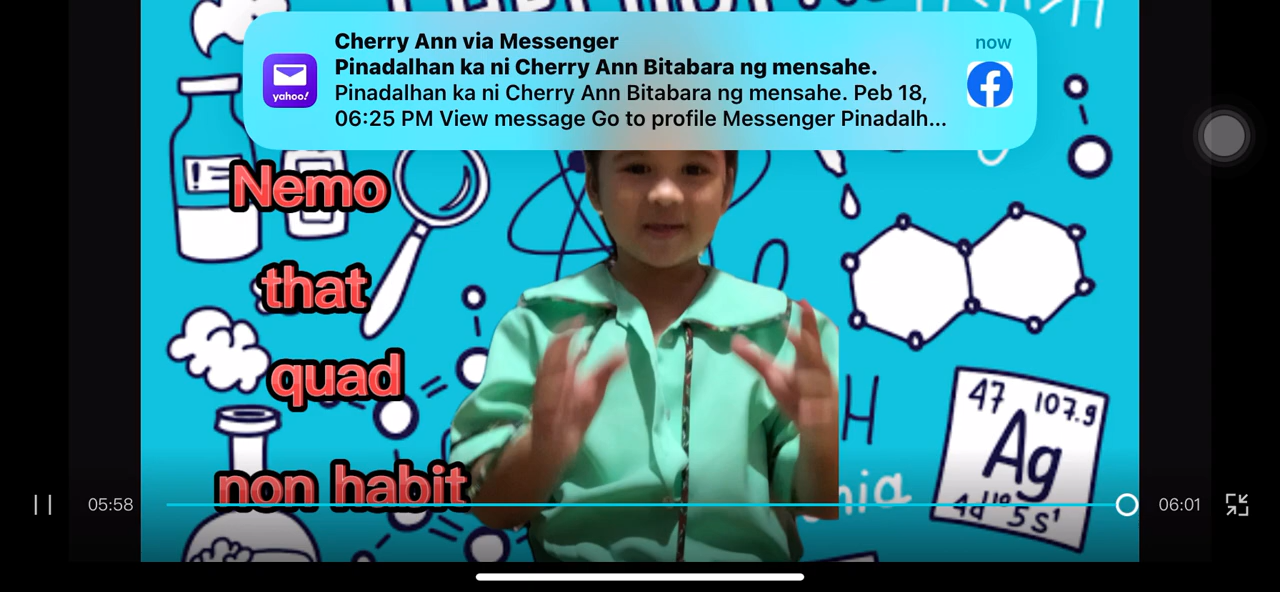 Cherry Ann via Messenger
now
Pinadalhan ka ni Cherry Ann Bitabara ng mensahe.
Pinadalhan ka ni Cherry Ann Bitabara ng mensahe. Peb 18,
06:25 PM View message Go to profile Messenger Pinadalh...
yahoo!
Nemo
that
quad
non habit
47 107.9
Ag
5s¹
H
05:58
06:01